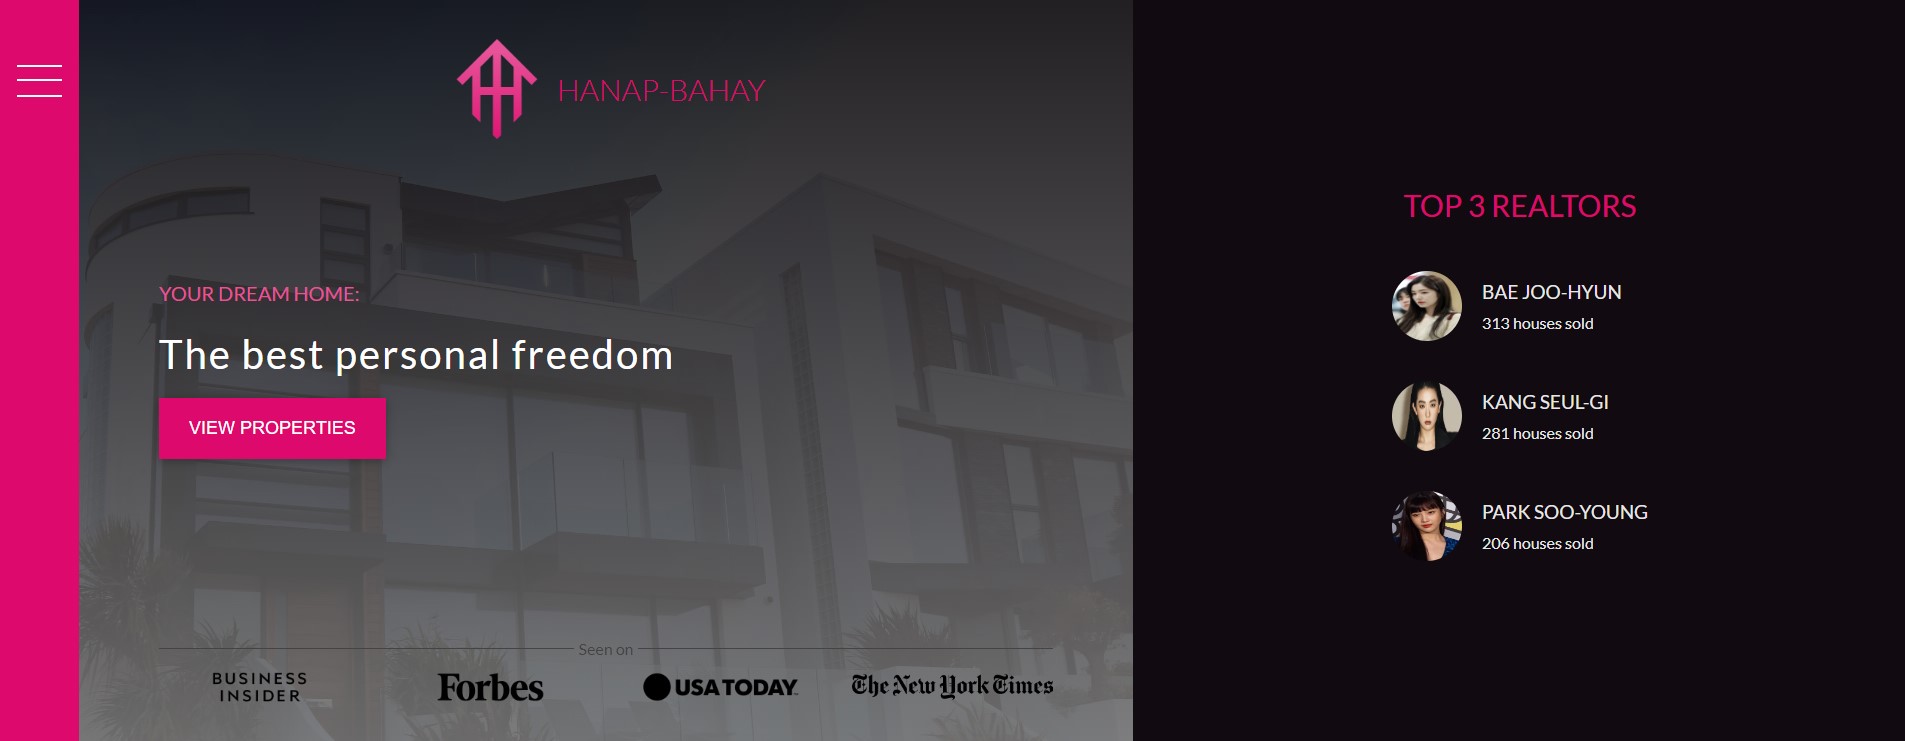 HANAP-BAHAY
YOUR DREAM HOME:
The best personal freedom
VIEW PROPERTIES
Seen on
BUSINESS
INSIDER
Forbes
USA TODAY
The New York Times
TOP 3 REALTORS
BAE JOO-HYUN
313 houses sold
KANG SEUL-GI
281 houses sold
PARK SOO-YOUNG
206 houses sold